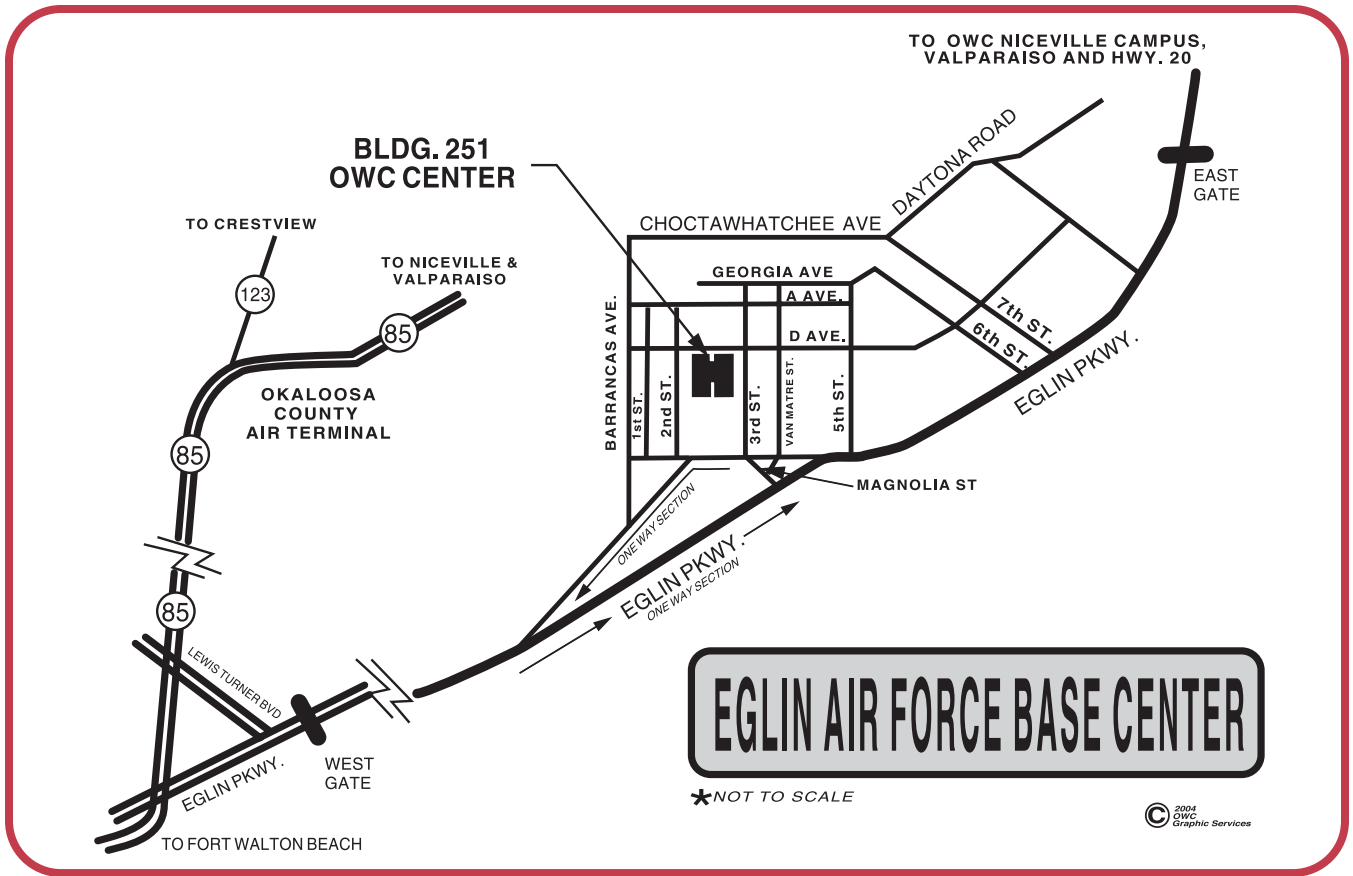 TO OWC NICEVILLE CAMPUS,
VALPARAISO AND HWY. 20
BLDG. 251
OWC CENTER
DAYTONA ROAD
EAST
GATE
TO CRESTVIEW
CHOCTAWHATCHEE AVE
TO NICEVILLE &
VALPARAISO
GEORGIA AVE
123
A AVE.
BARRANCAS AVE.
85
D AVE.
7th ST.
6th ST.
EGLIN PKWY.
OKALOOSA
COUNTY
AIR TERMINAL
1st ST.
2nd ST.
3rd ST.
VAN MATRE ST.
5th ST.
85
MAGNOLIA ST
ONE WAY SECTION
EGLIN PKWY.
ONE WAY SECTION
85
LEWIS TURNER BVD
WEST
GATE
EGLIN PKWY.
TO FORT WALTON BEACH
EGLIN AIR FORCE BASE CENTER
*NOT TO SCALE
© 2004
OWC
Graphic Services